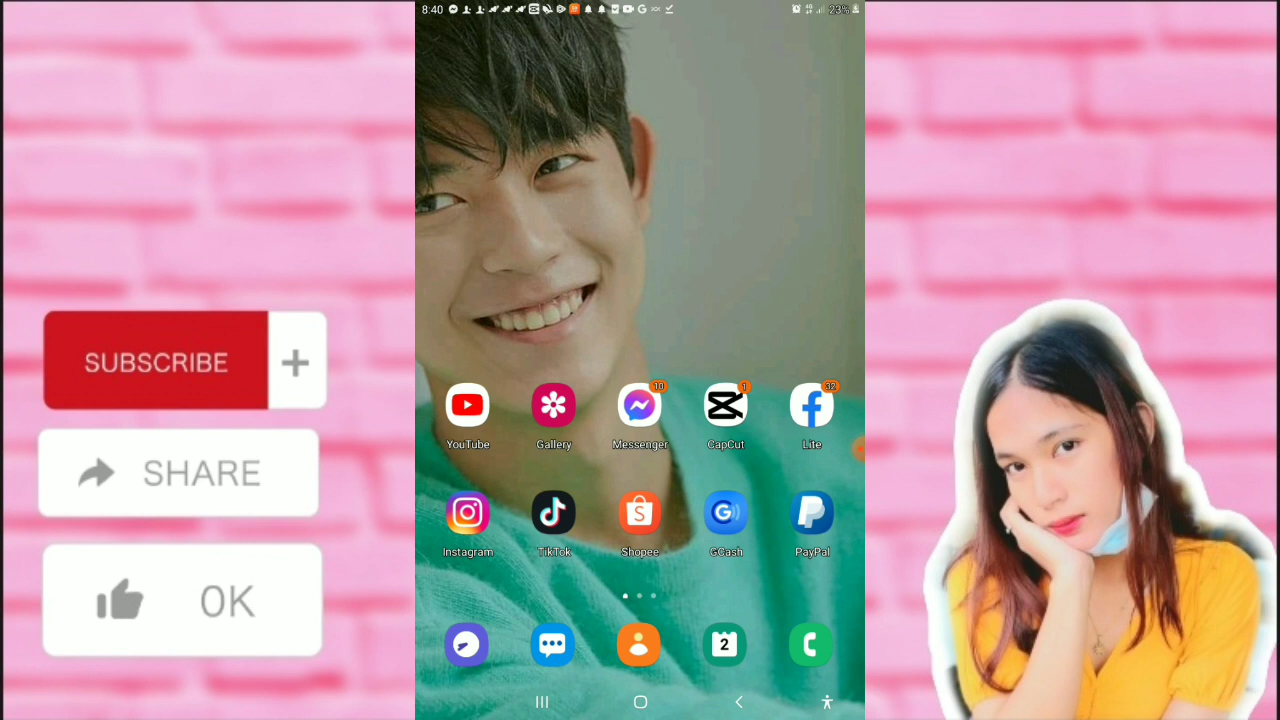 8:40
23%
SUBSCRIBE +
SHARE
0K
10
1
32
YouTube
Gallery
Messenger
CapCut
Lite
Instagram
TikTok
Shopee
GCash
PayPal
2